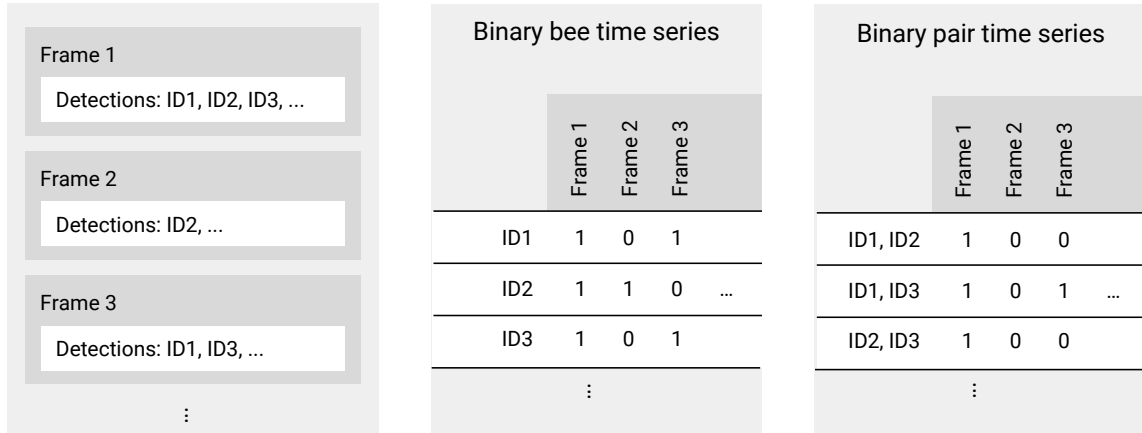 Frame 1
Detections: ID1, ID2, ID3, ...
Frame 2
Detections: ID2, ...
Frame 3
Detections: ID1, ID3, ...
...
Binary bee time series
Frame 1 Frame 2 Frame 3
ID1 1 0 1
ID2 1 1 0 ...
ID3 1 0 1
...
Binary pair time series
Frame 1 Frame 2 Frame 3
ID1, ID2 1 0 0
ID1, ID3 1 0 1 ...
ID2, ID3 1 0 0
...